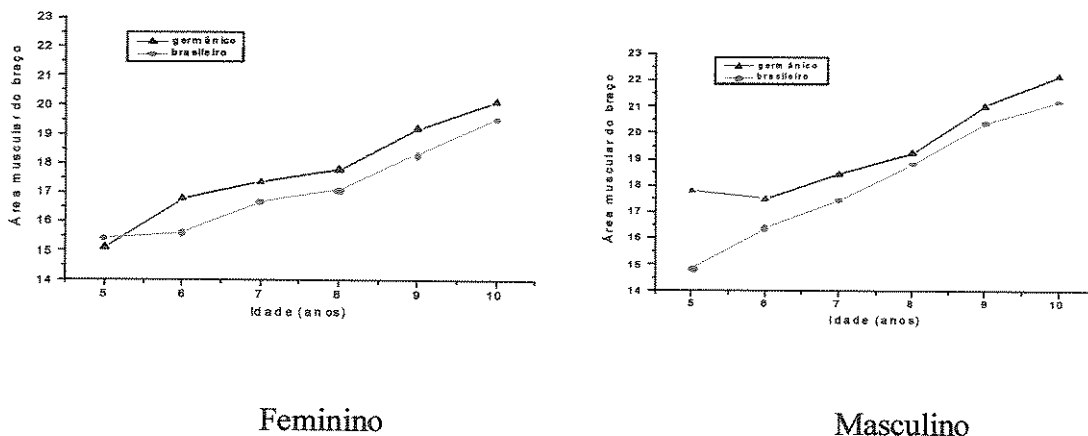 23
22
21
20
19
18
17
16
15
14
Área muscular do braço
germânico
brasileiro
5 6 7 8 9 10
Idade (anos)
Feminino
23
22
21
20
19
18
17
16
15
14
Área muscular do braço
germânico
brasileiro
5 6 7 8 9 10
Idade (anos)
Masculino